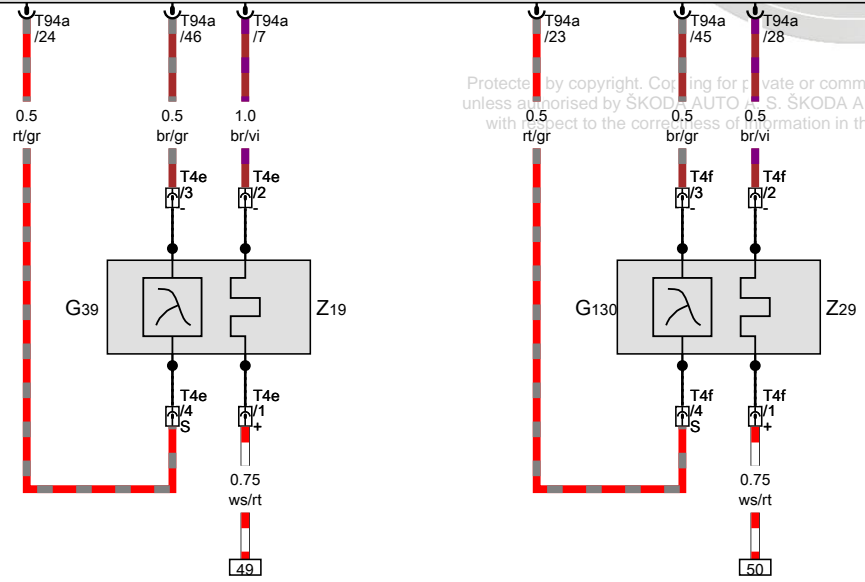 T94a
/24
T94a
/46
T94a
/7
T94a
/23
T94a
/45
T94a
/28
Protected by copyright. Copying for private or comm
unless authorised by ŠKODA AUTO A. S. ŠKODA A
with respect to the correctness of information in th
0.5
rt/gr
0.5
br/gr
1.0
br/vi
0.5
rt/gr
0.5
br/gr
0.5
br/vi
T4e
/3
-
T4e
/2
-
T4f
/3
-
T4f
/2
-
G39
Z19
G130
Z29
T4e
/4
S
T4e
/1
+
T4f
/4
S
T4f
/1
+
0.75
ws/rt
0.75
ws/rt
49
50